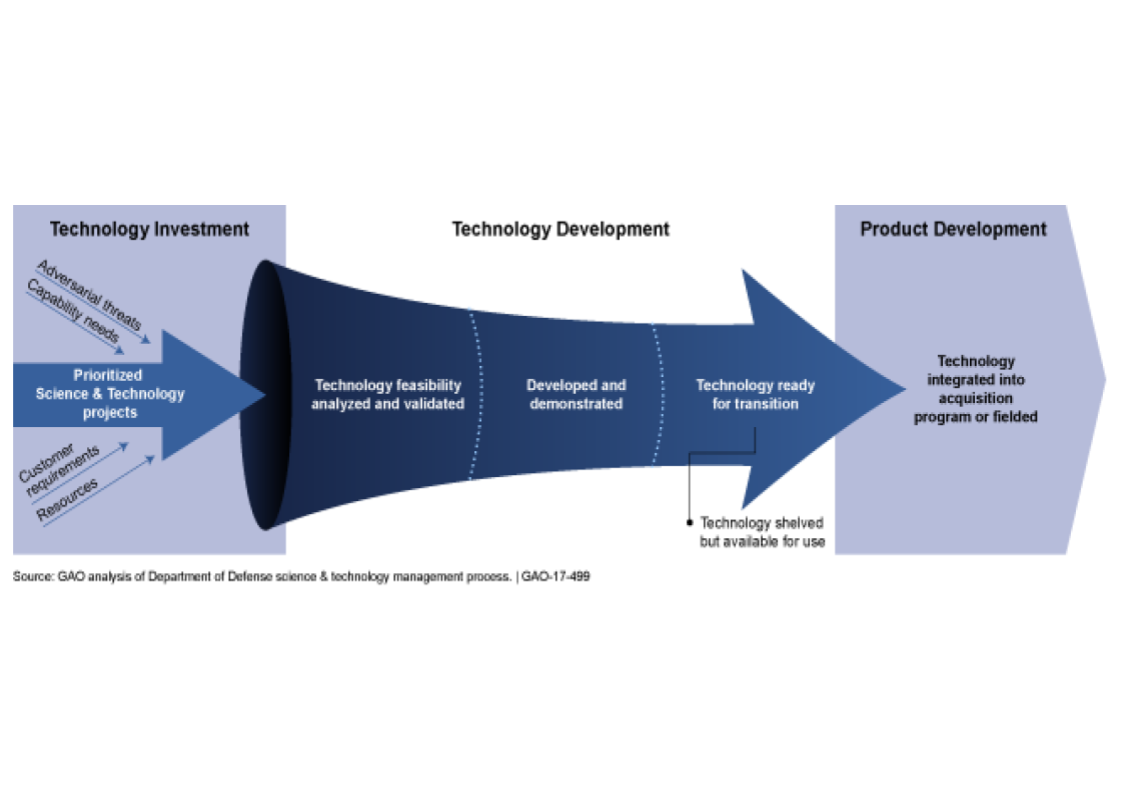 Technology Investment
Technology Development
Product Development
Adversarial threats
Capability needs
Prioritized
Science & Technology
projects
Customer
requirements
Resources
Technology feasibility
analyzed and validated
Developed and
demonstrated
Technology ready
for transition
Technology shelved
but available for use
Technology
integrated into
acquisition
program or fielded
Source: GAO analysis of Department of Defense science & technology management process. | GAO-17-499